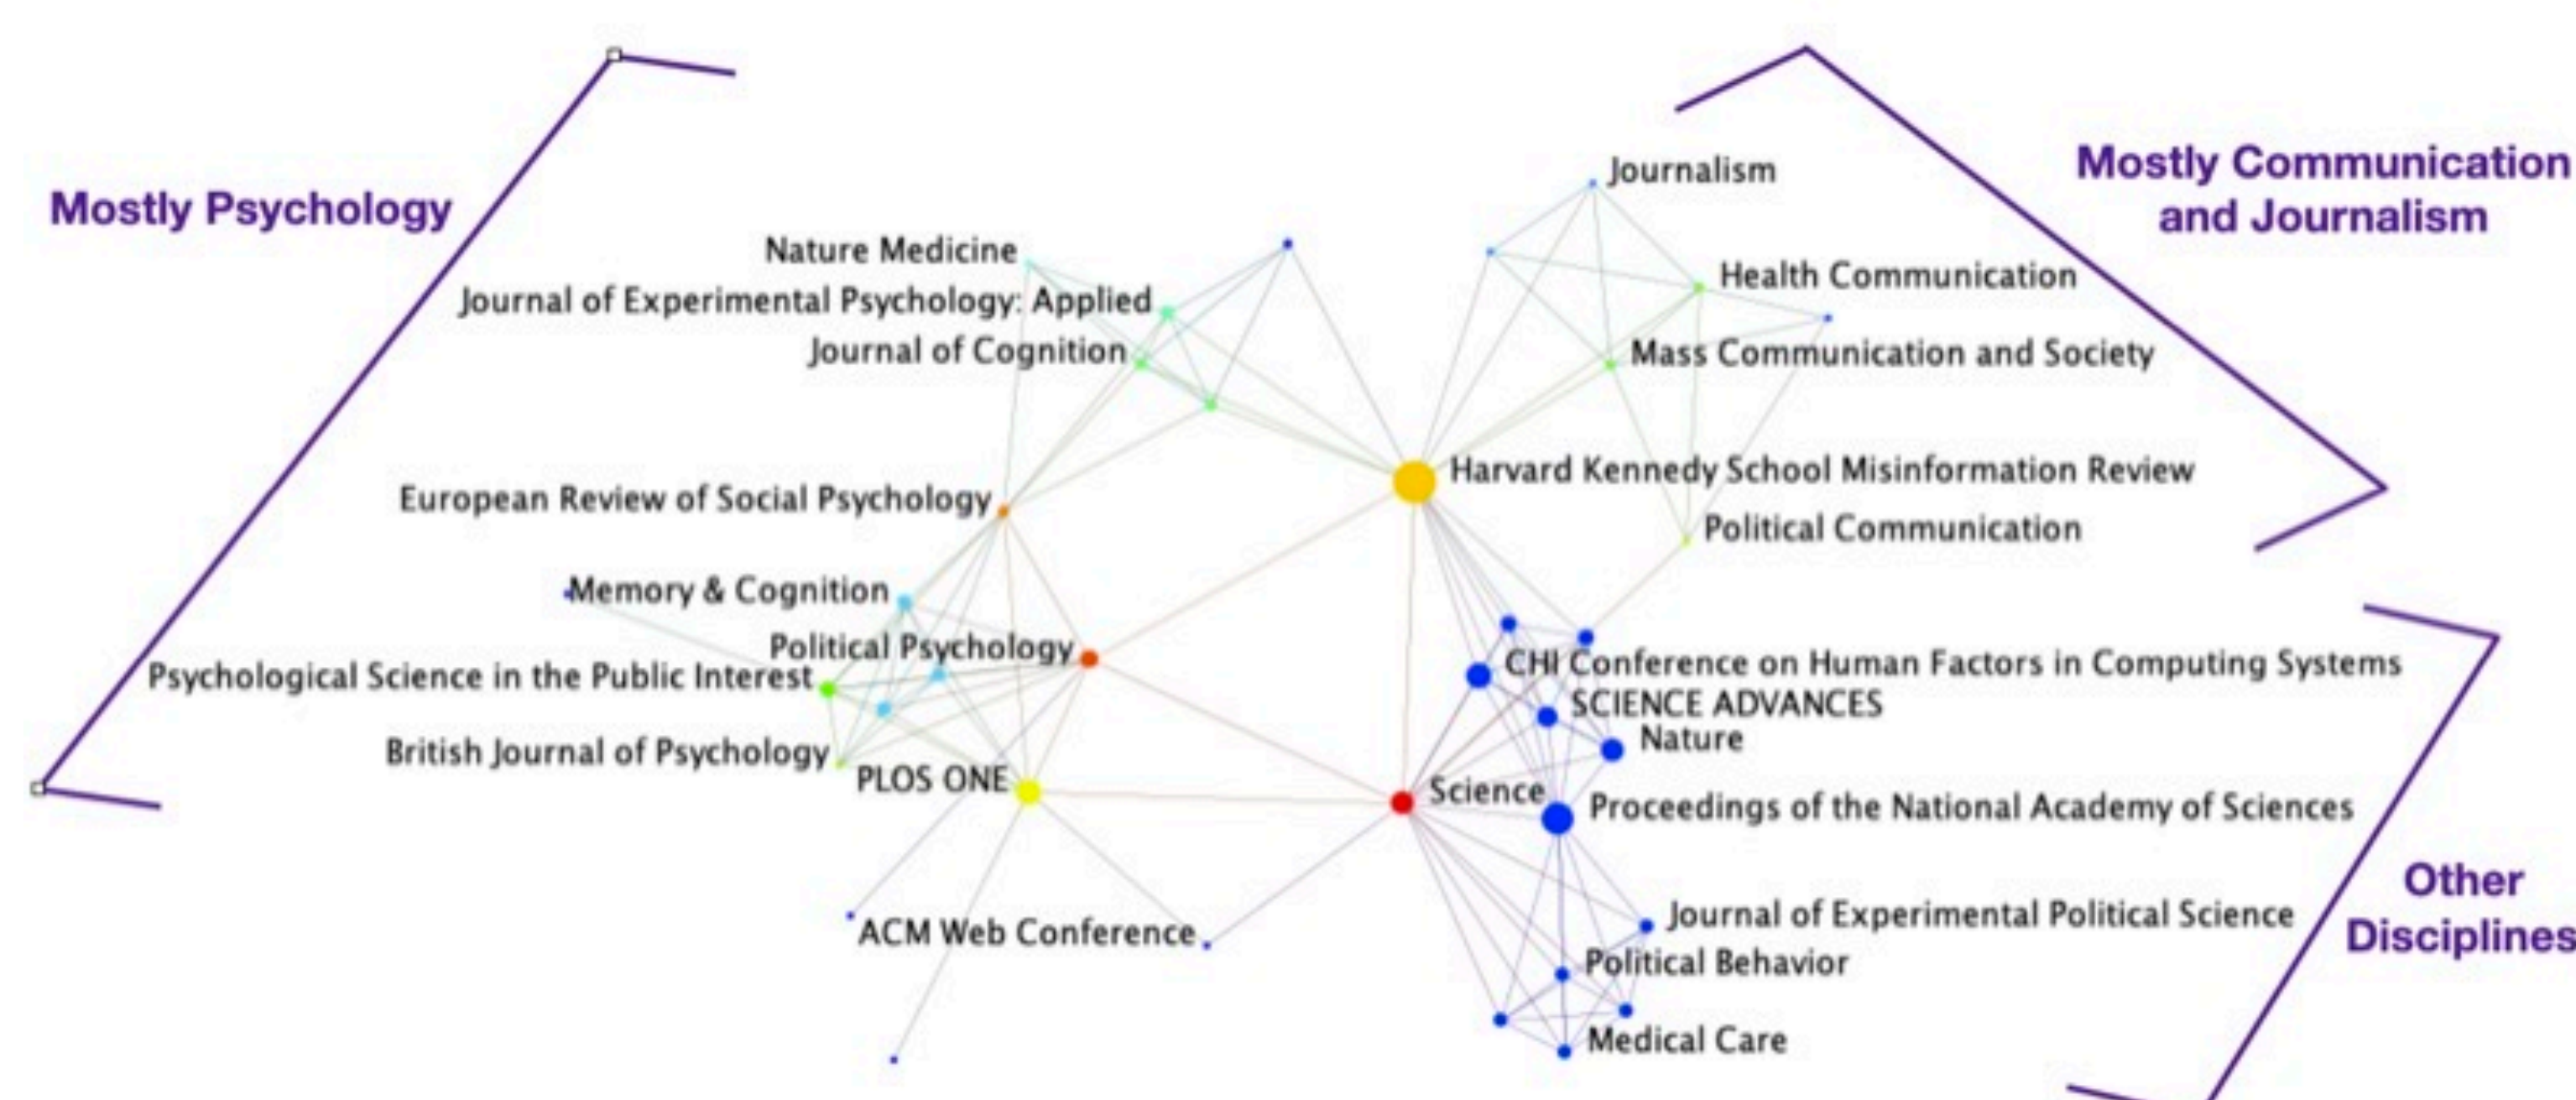 Mostly Psychology
Mostly Communication
and Journalism
Journalism
Nature Medicine
Journal of Experimental Psychology: Applied
Journal of Cognition
Health Communication
Mass Communication and Society
Harvard Kennedy School Misinformation Review
European Review of Social Psychology
Political Communication
Memory & Cognition
Political Psychology
Psychological Science in the Public Interest
British Journal of Psychology
PLOS ONE
CHI Conference on Human Factors in Computing Systems
SCIENCE ADVANCES
Nature
Science
Proceedings of the National Academy of Sciences
ACM Web Conference
Journal of Experimental Political Science
Political Behavior
Medical Care
Other
Disciplines